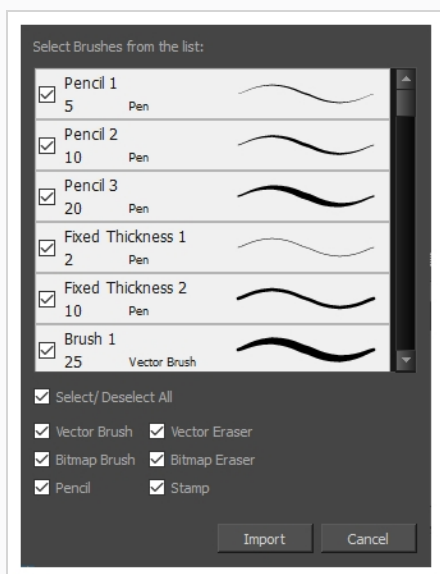 Select Brushes from the list:
Pencil 1
5 Pen
Pencil 2
10 Pen
Pencil 3
20 Pen
Fixed Thickness 1
2 Pen
Fixed Thickness 2
10 Pen
Brush 1
25 Vector Brush
Select/ Deselect All
Vector Brush Vector Eraser
Bitmap Brush Bitmap Eraser
Pencil Stamp
Import Cancel